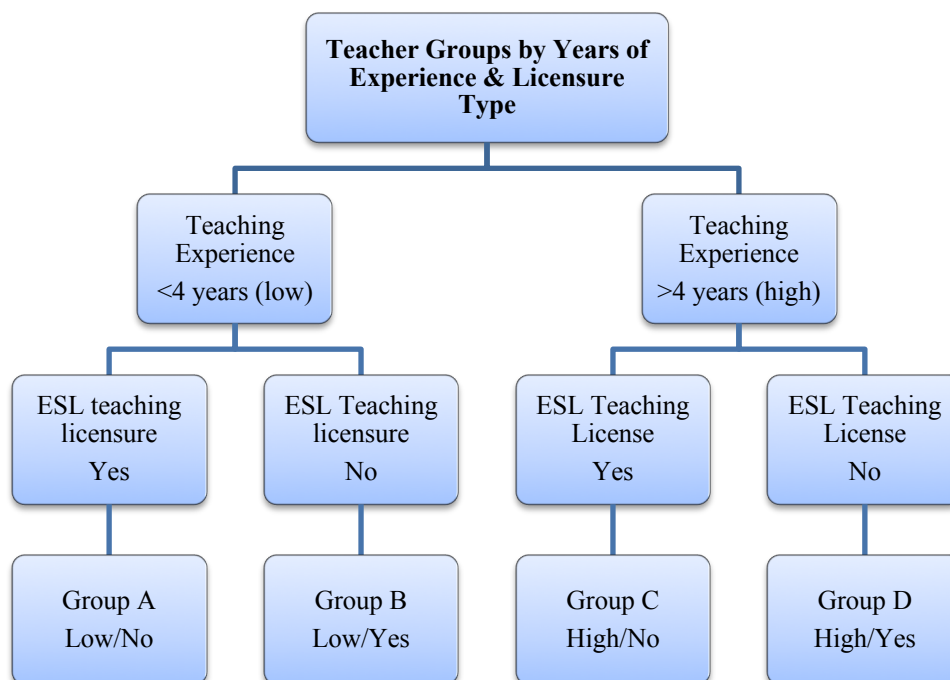 Teacher Groups by Years of
Experience & Licensure
Type
Teaching
Experience
<4 years (low)
Teaching
Experience
>4 years (high)
ESL teaching
licensure
Yes
ESL Teaching
licensure
No
ESL Teaching
License
Yes
ESL Teaching
License
No
Group A
Low/No
Group B
Low/Yes
Group C
High/No
Group D
High/Yes